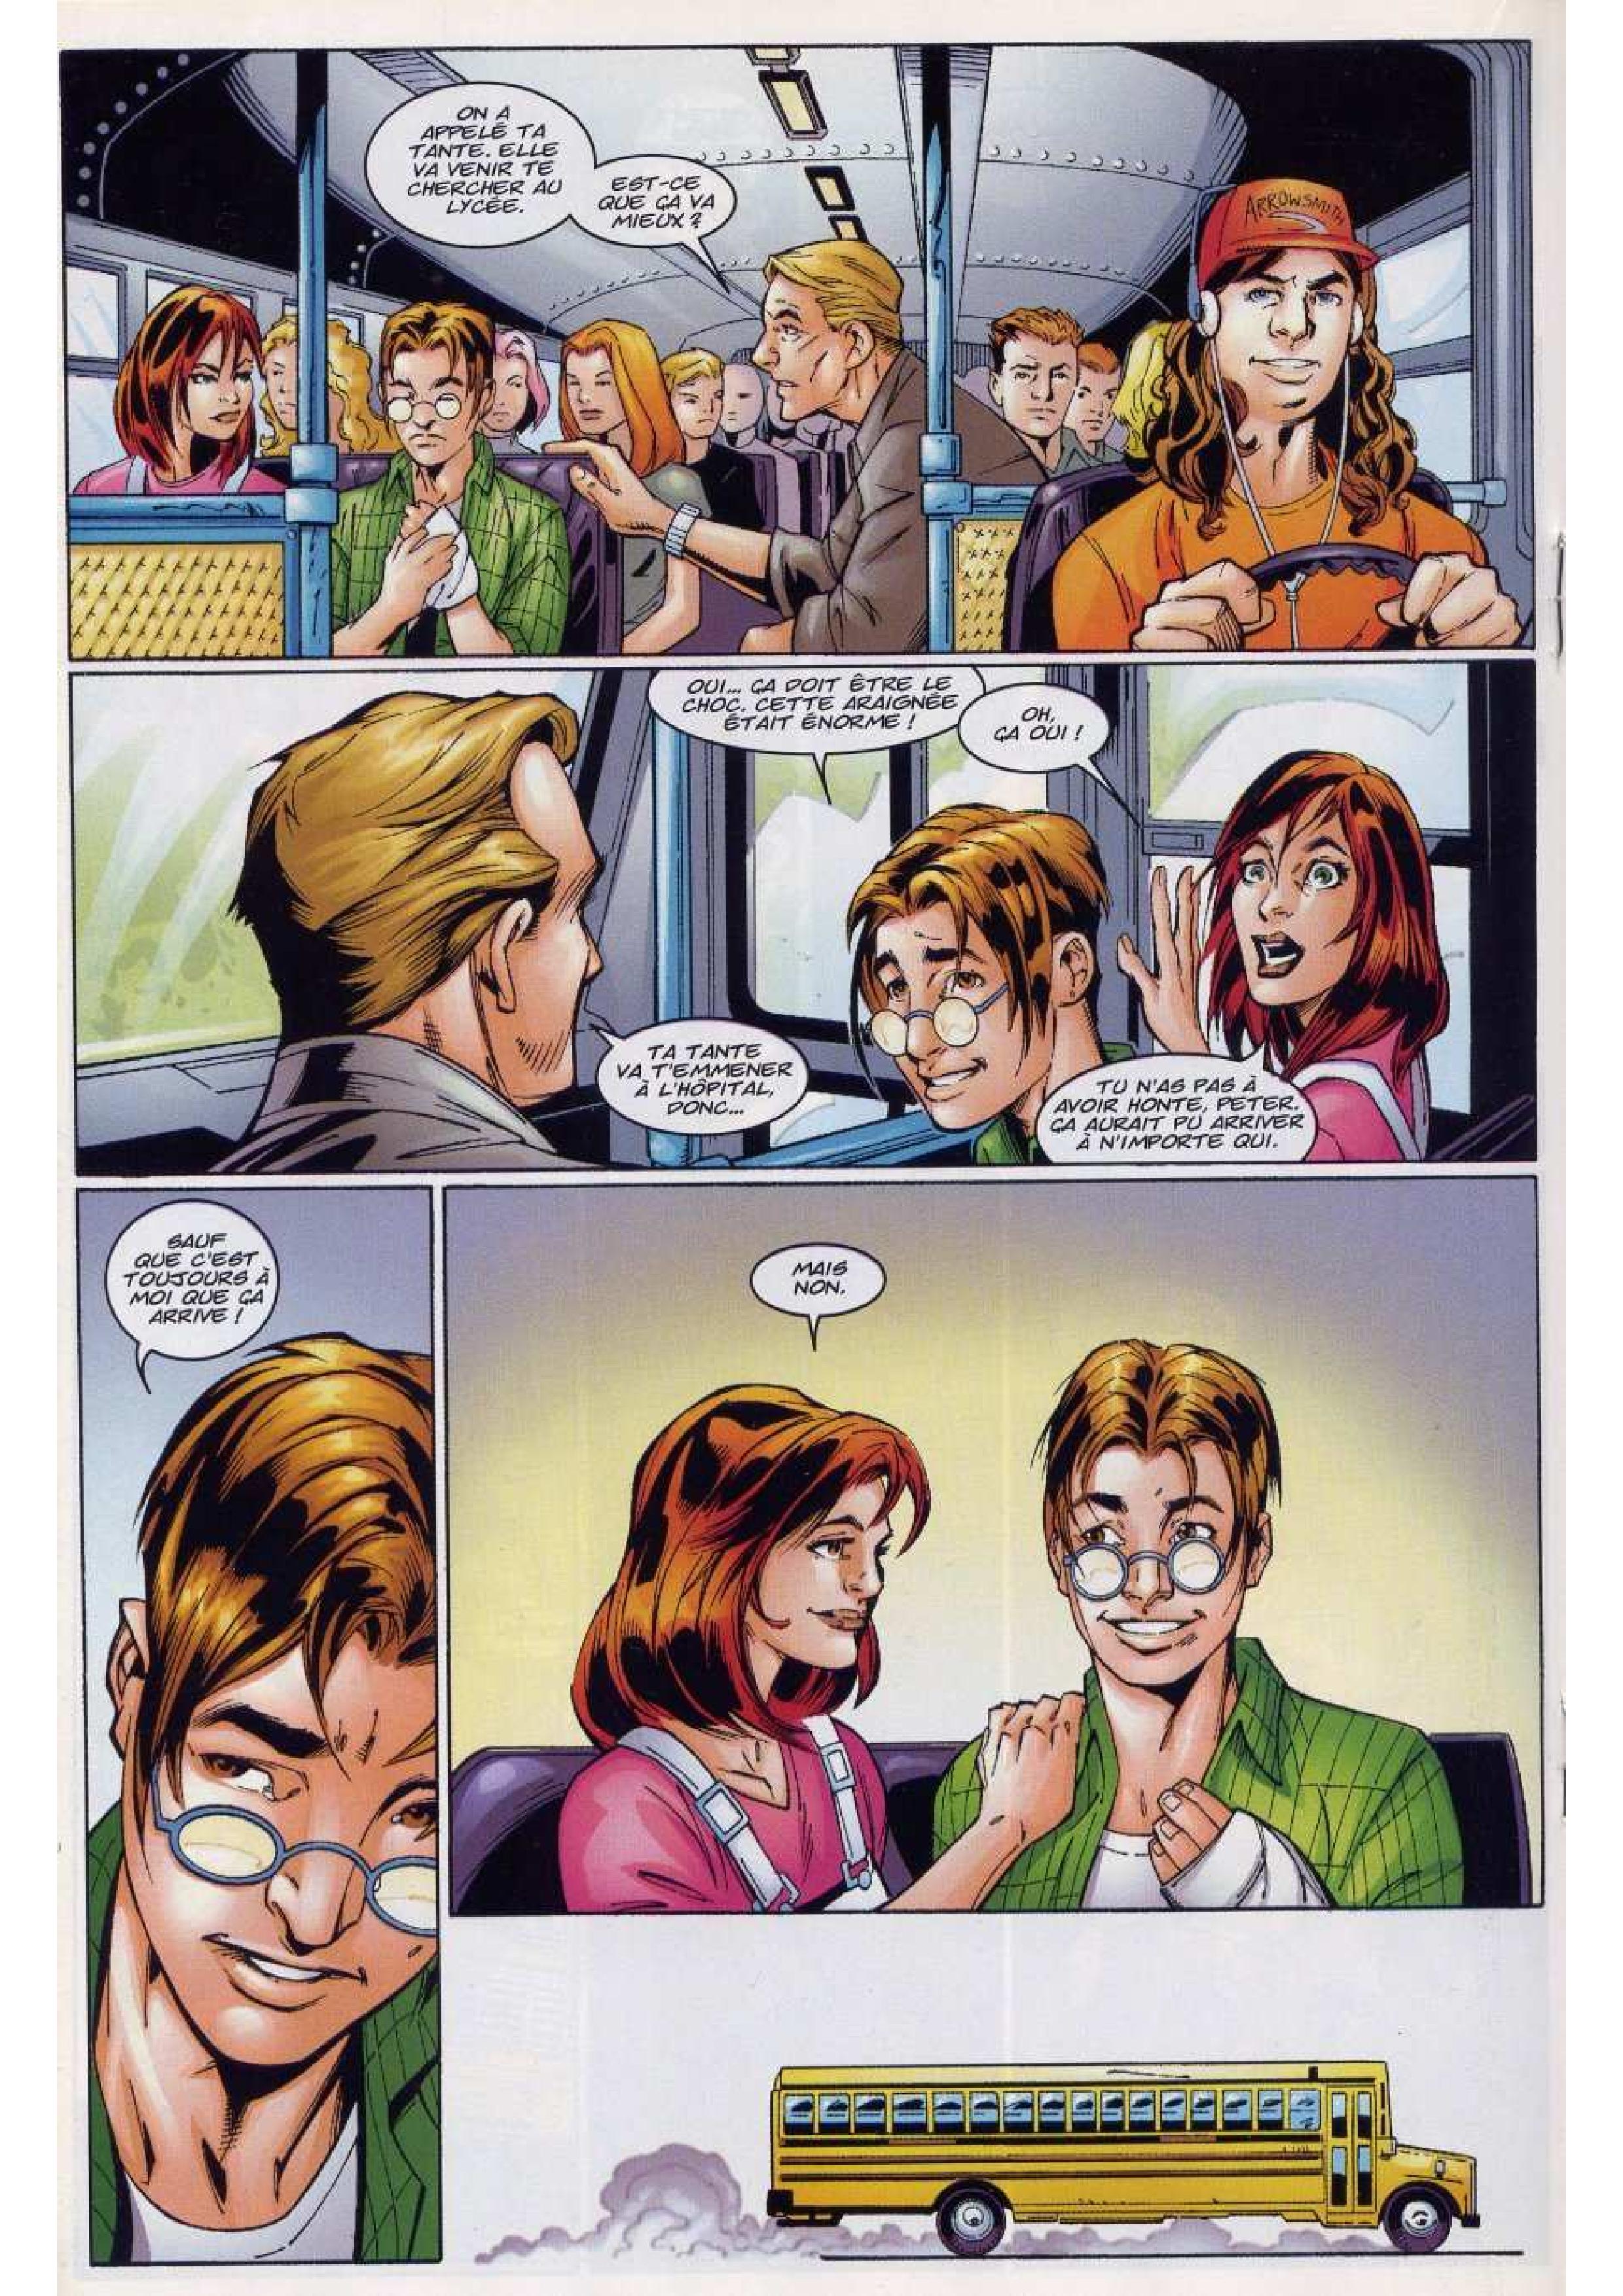 ON A
APPELÉ TA
TANTE. ELLE
VA VENIR TE
CHERCHER AU
LYCÉE.
EST-CE
QUE ÇA VA
MIEUX ?
ARROWSMITH
OUI... ÇA DOIT ÊTRE LE
CHOC. CETTE ARAIGNÉE
ÉTAIT ÉNORME !
OH,
ÇA OUI !
TA TANTE
VA T'EMMENER
À L'HÔPITAL,
DONC...
TU N'AS PAS À
AVOIR HONTE, PETER.
ÇA AURAIT PU ARRIVER
À N'IMPORTE QUI.
SAUF
QUE C'EST
TOUJOURS À
MOI QUE ÇA
ARRIVE !
MAIS
NON.